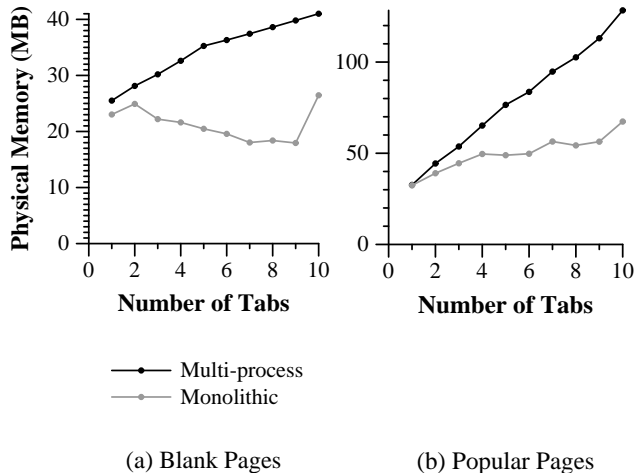 Physical Memory (MB)
40
30
20
10
0
0 2 4 6 8 10
Number of Tabs
100
50
0
0 2 4 6 8 10
Number of Tabs
Multi-process
Monolithic
(a) Blank Pages
(b) Popular Pages